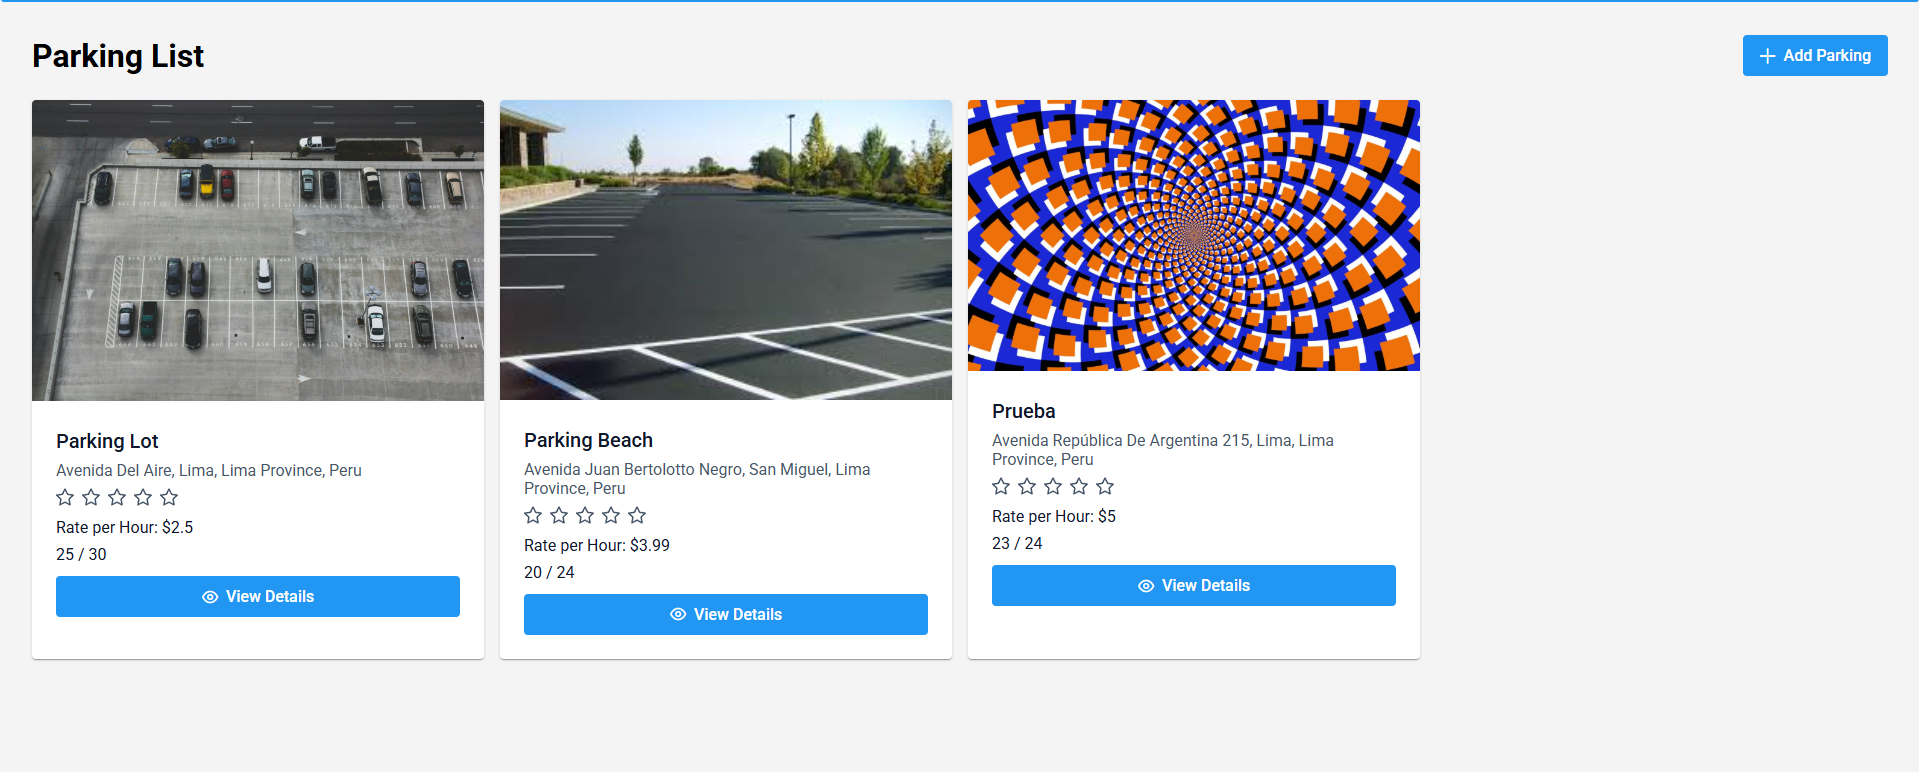 Parking List
Add Parking
Parking Lot
Avenida Del Aire, Lima, Lima Province, Peru
Rate per Hour: $2.5
25 / 30
View Details
Parking Beach
Avenida Juan Bertolotto Negro, San Miguel, Lima
Province, Peru
Rate per Hour: $3.99
20 / 24
View Details
Prueba
Avenida República De Argentina 215, Lima, Lima
Province, Peru
Rate per Hour: $5
23 / 24
View Details